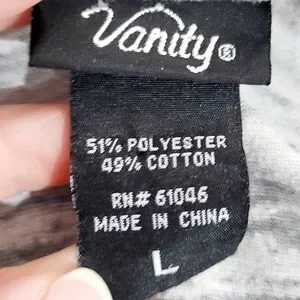 Vanity®
51% POLYESTER
49% COTTON
RN# 61046
MADE IN CHINA
L